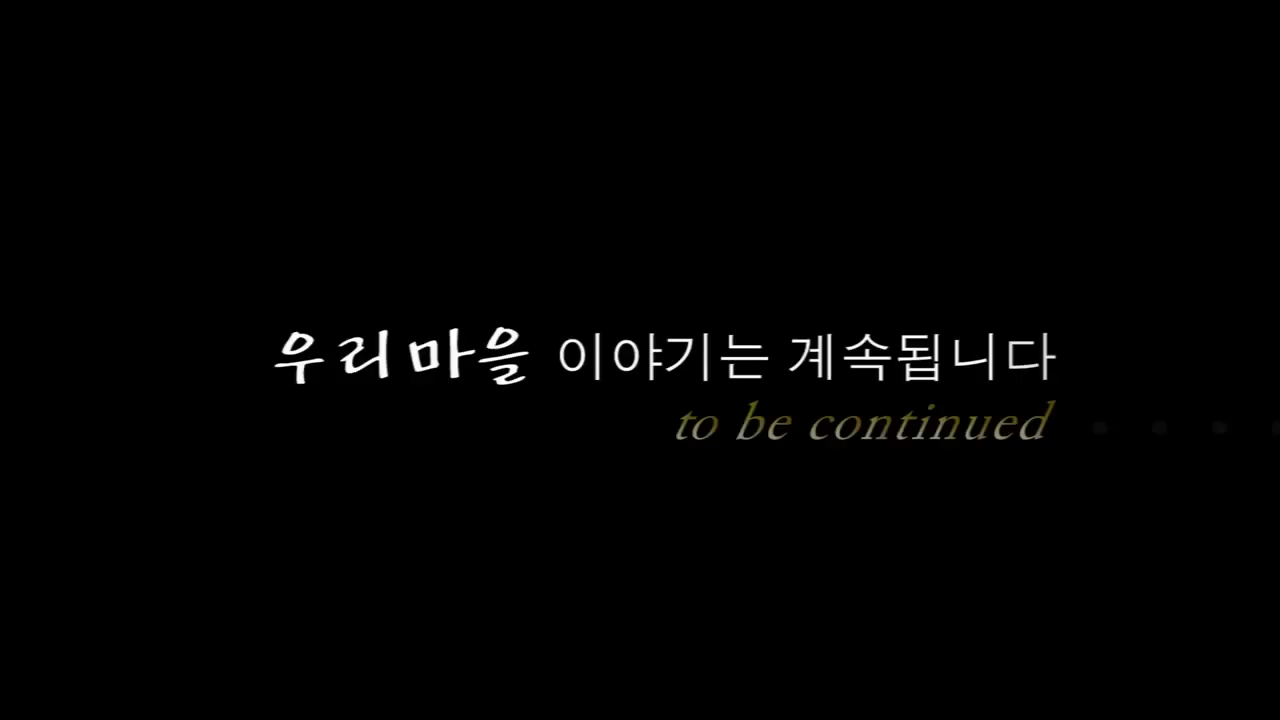 우리마을 이야기는 계속됩니다
to be continued . . . .